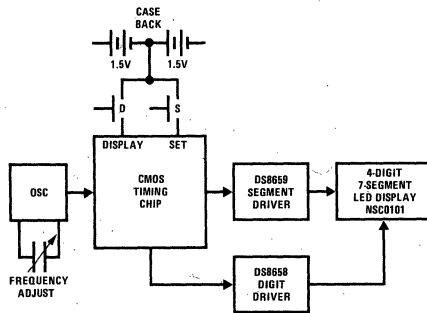 CASE
BACK
1.5V 1.5V
D S
DISPLAY SET
OSC
CMOS
TIMING
CHIP
DS8659
SEGMENT
DRIVER
4-DIGIT
7-SEGMENT
LED DISPLAY
NSC0101
FREQUENCY
ADJUST
DS8658
DIGIT
DRIVER